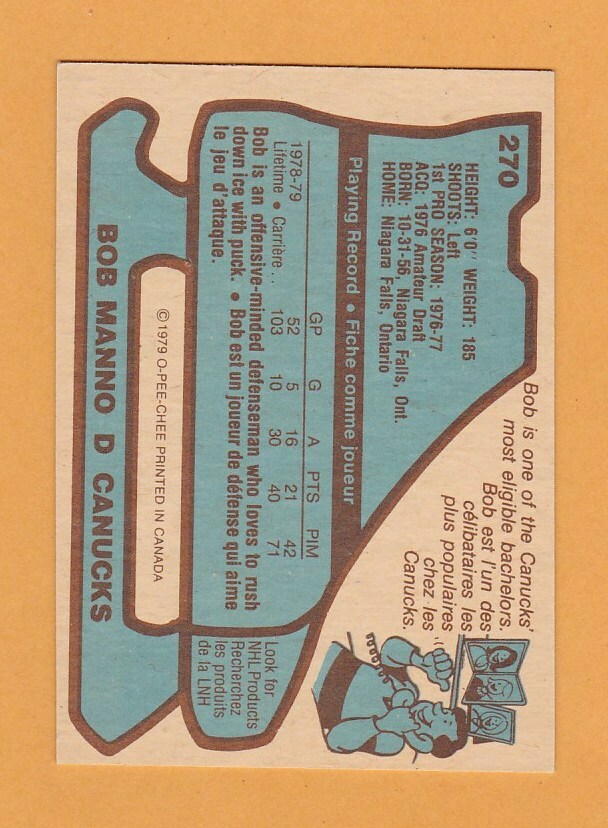 270
HEIGHT: 6'0" WEIGHT: 185
SHOOTS: Left
1st PRO SEASON: 1976-77
ACQ: 1976 Amateur Draft
BORN: 10-31-56, Niagara Falls, Ont.
HOME: Niagara Falls, Ontario
Bob is one of the Canucks'
most eligible bachelors.
Bob est l'un des
célibataires les
plus populaires
chez les
Canucks.
Playing Record • Fiche comme joueur
GP G A PTS PIM
1978-79 52 5 16 21 42
Lifetime • Carrière .. 103 10 30 40 71
Bob is an offensive-minded defenseman who loves to rush
down ice with puck. • Bob est un joueur de défense qui aime
le jeu d'attaque.
Look for
NHL Products
Recherchez
les produits
de la LNH
©1979 O-PEE-CHEE PRINTED IN CANADA
BOB MANNO D CANUCKS